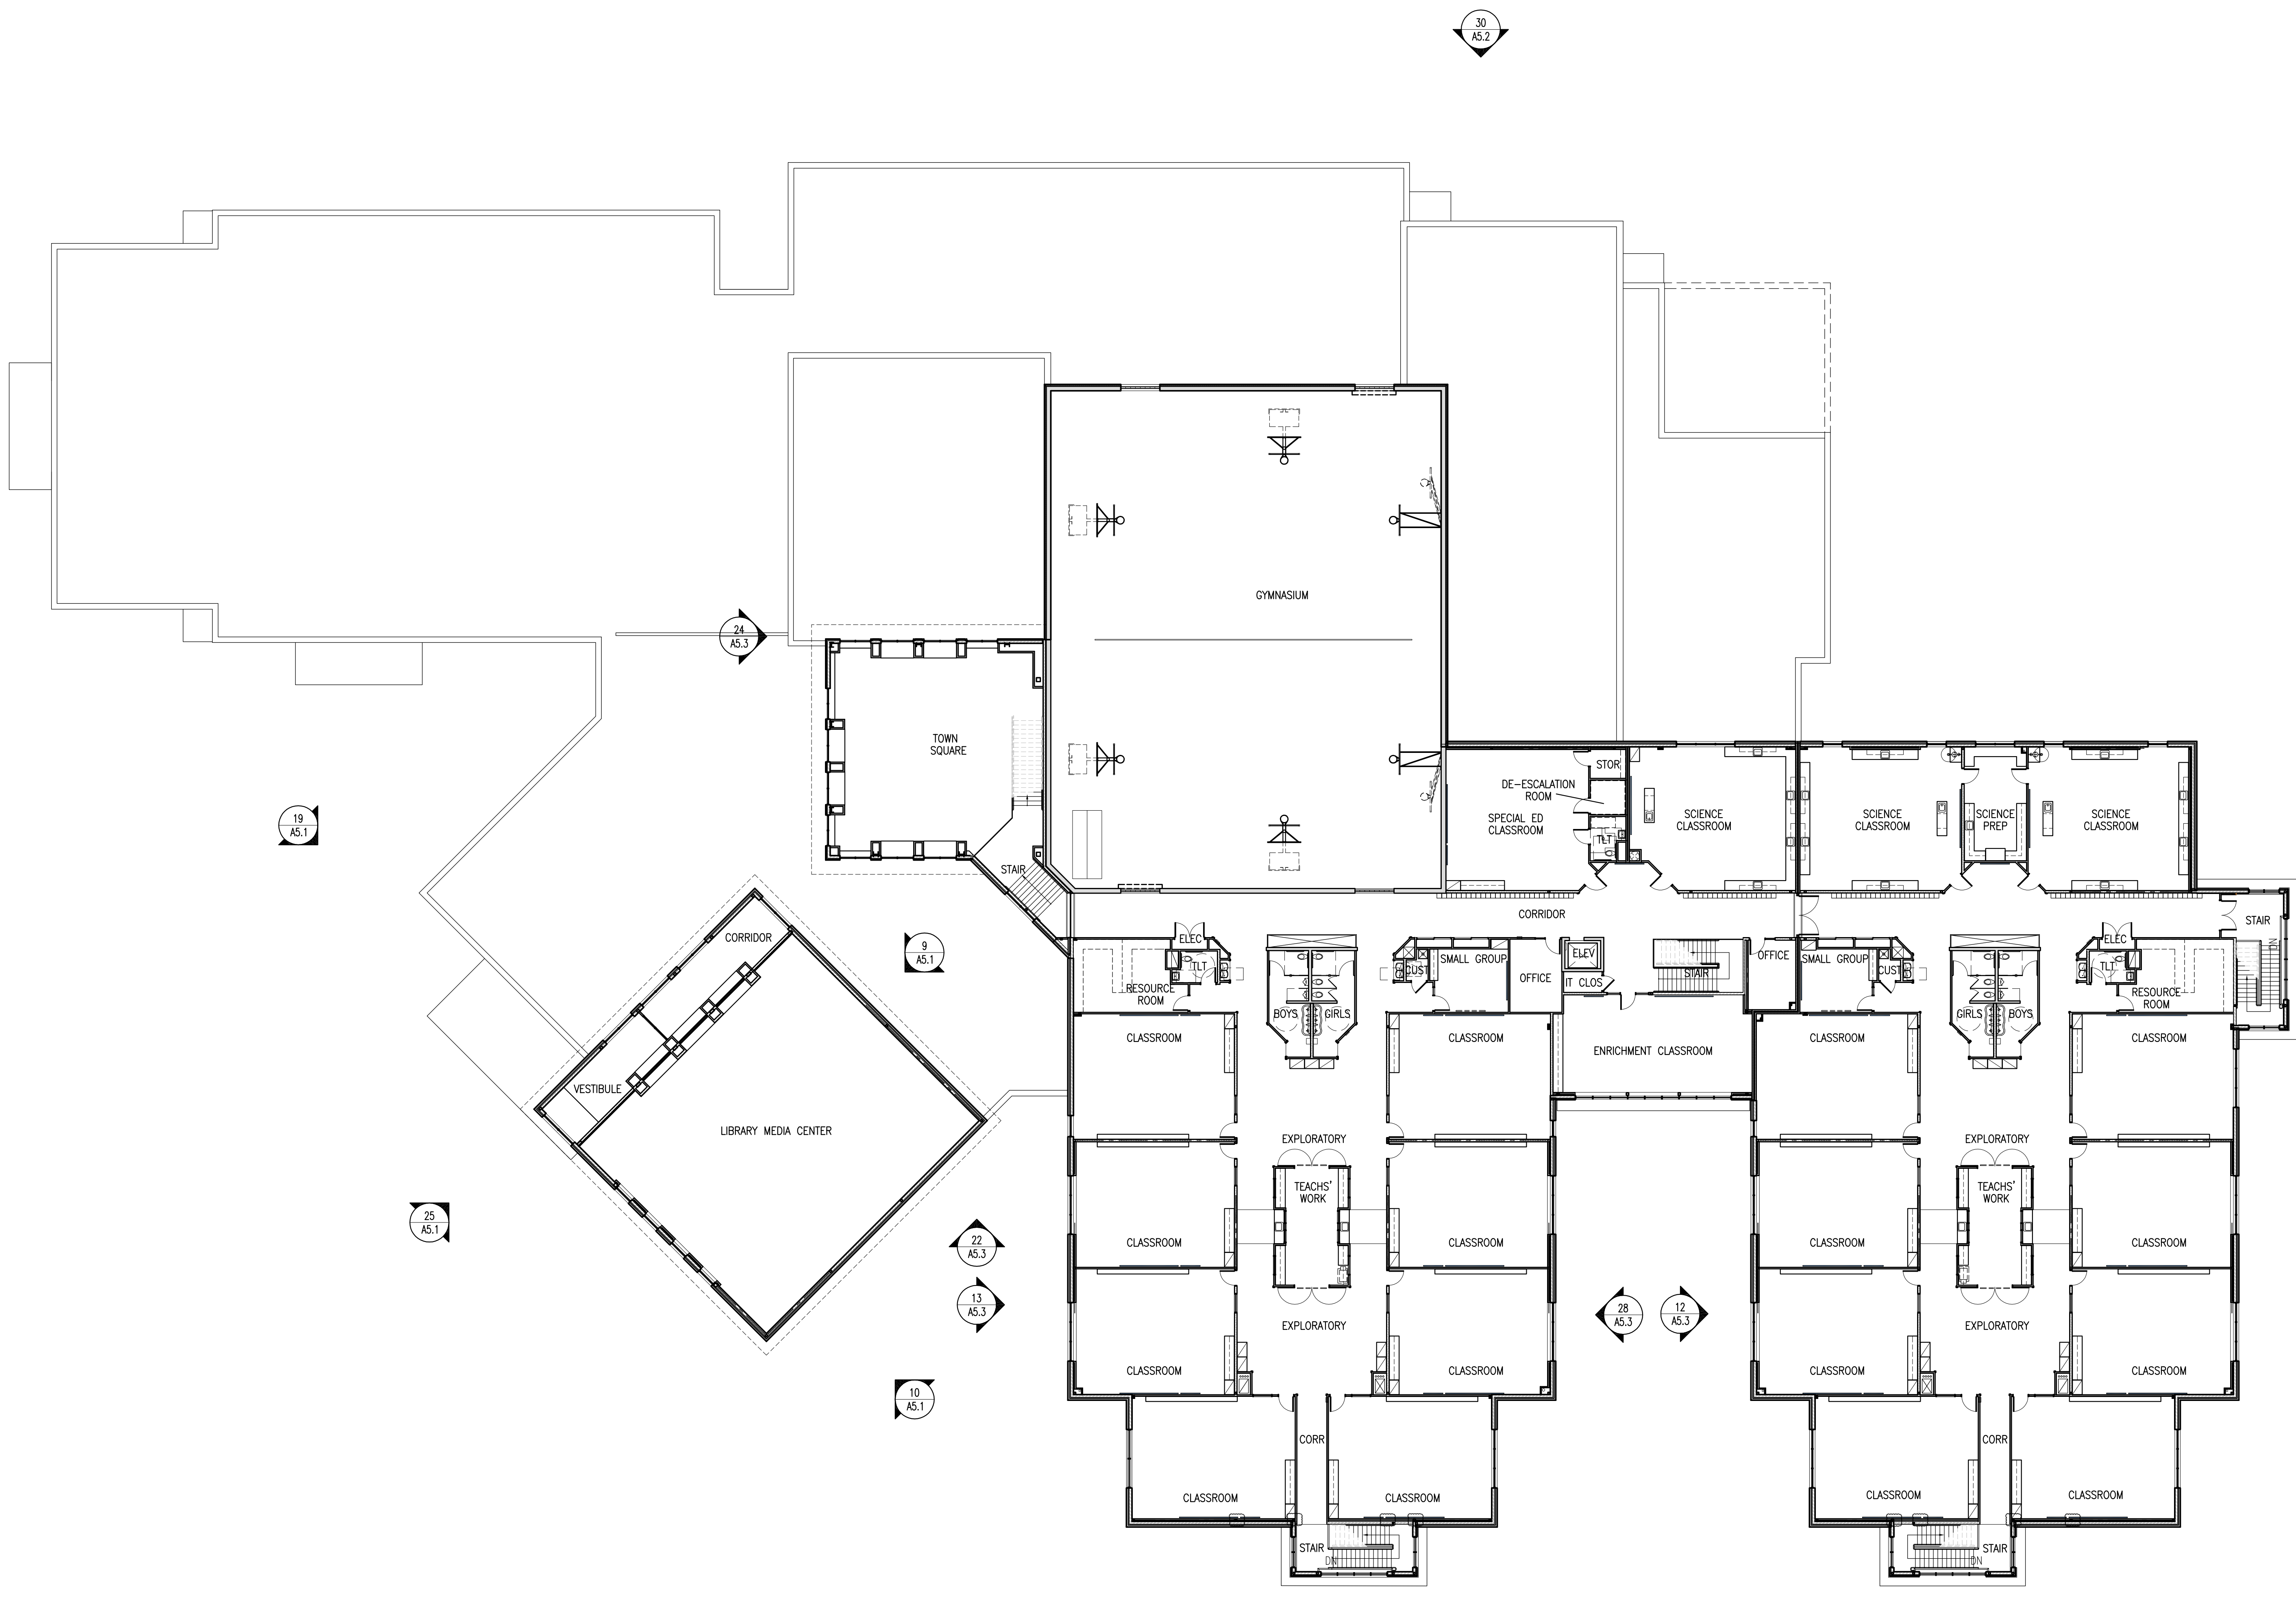 30
A5.2
GYMNASIUM
24
A5.3
TOWN
SQUARE
STOR
DE-ESCALATION
ROOM
SPECIAL ED
CLASSROOM
TLT
SCIENCE
CLASSROOM
SCIENCE
CLASSROOM
SCIENCE
PREP
SCIENCE
CLASSROOM
19
A5.1
STAIR
CORRIDOR
STAIR
DN
CORRIDOR
9
A5.1
ELEC
TLT
RESOURCE
ROOM
BOYS
GIRLS
CUST
SMALL GROUP
OFFICE
ELEV
IT CLOS
STAIR
OFFICE
SMALL GROUP
CUST
GIRLS
BOYS
ELEC
TLT
RESOURCE
ROOM
CLASSROOM
CLASSROOM
ENRICHMENT CLASSROOM
CLASSROOM
CLASSROOM
VESTIBULE
LIBRARY MEDIA CENTER
EXPLORATORY
EXPLORATORY
TEACHS'
WORK
TEACHS'
WORK
25
A5.1
22
A5.3
CLASSROOM
CLASSROOM
CLASSROOM
CLASSROOM
13
A5.3
28
A5.3
12
A5.3
EXPLORATORY
EXPLORATORY
CLASSROOM
CLASSROOM
CLASSROOM
CLASSROOM
10
A5.1
CORR
CORR
CLASSROOM
CLASSROOM
CLASSROOM
CLASSROOM
STAIR
DN
STAIR
DN